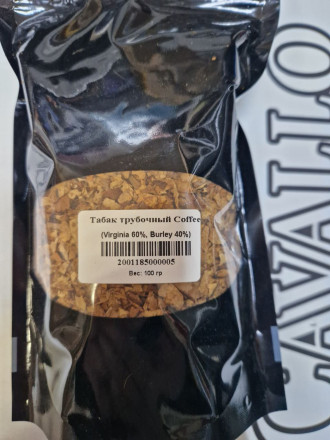 Табак трубочный Coffee
(Virginia 60%, Burley 40%)
2001185000005
Вес: 100 гр
CAVALLO